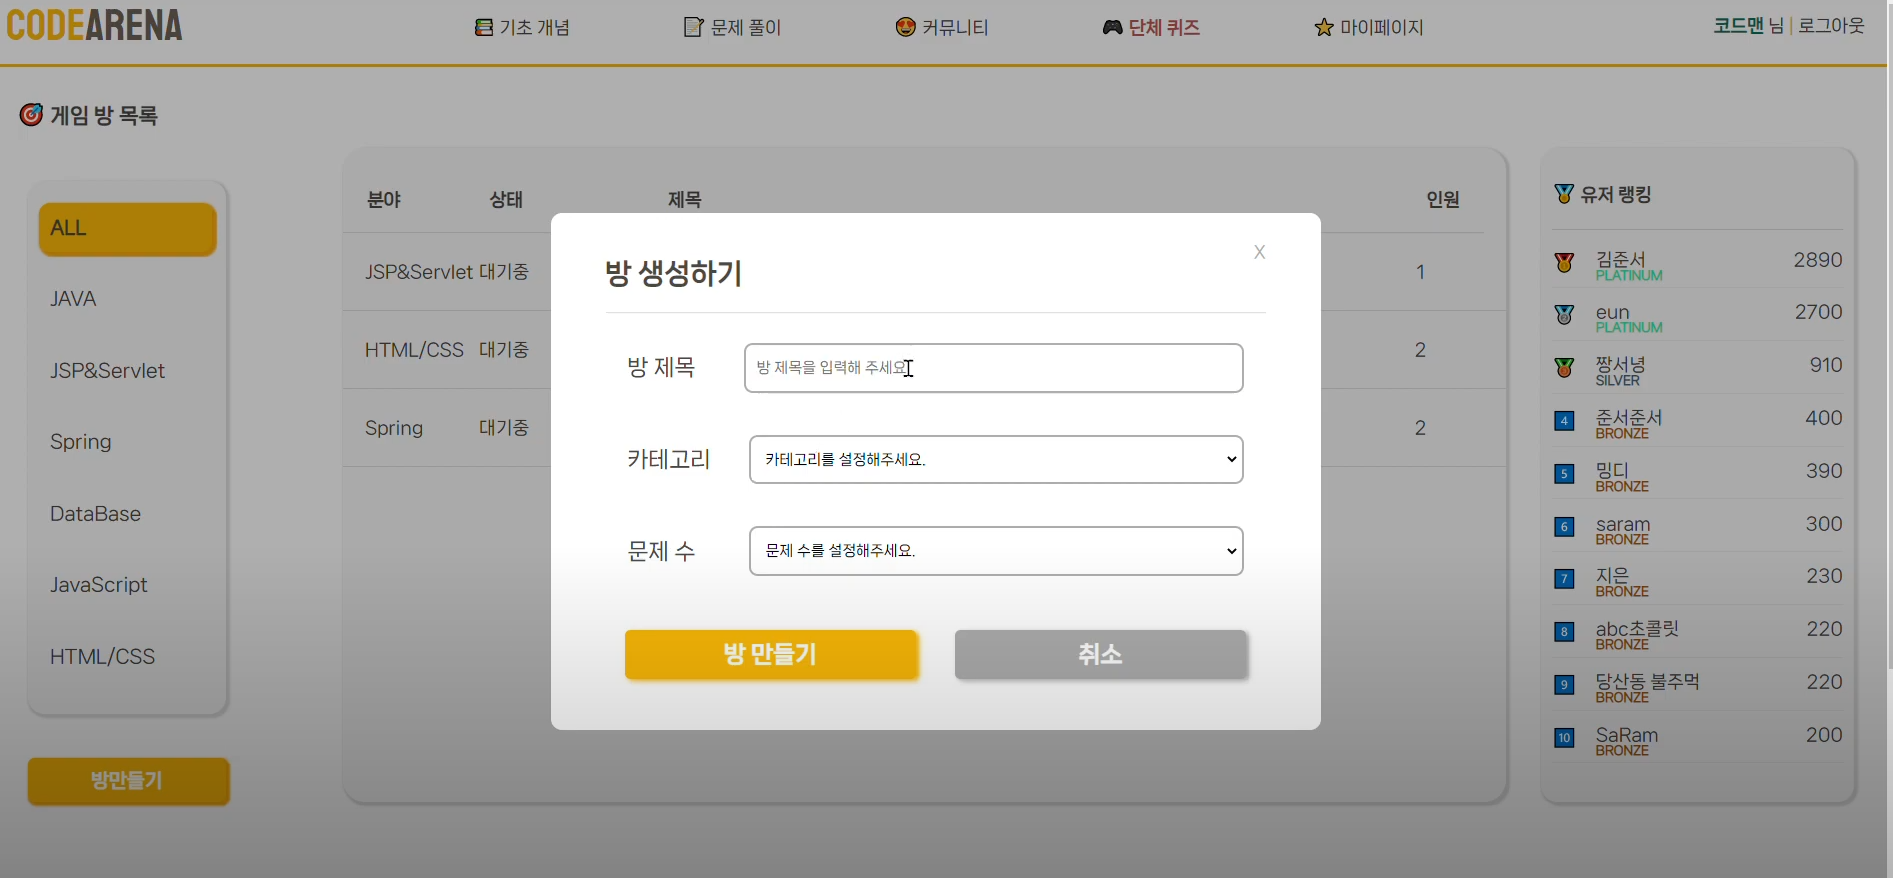 CODEARENA
기초 개념
문제 풀이
커뮤니티
단체 퀴즈
마이페이지
코드맨 님 | 로그아웃
게임 방 목록
ALL
JAVA
JSP&Servlet
Spring
DataBase
JavaScript
HTML/CSS
방만들기
분야 상태 제목 인원
JSP&Servlet 대기중 1
HTML/CSS 대기중 2
Spring 대기중 2
방 생성하기
X
방 제목
방 제목을 입력해 주세요
카테고리
카테고리를 설정해주세요.
문제 수
문제 수를 설정해주세요.
방 만들기
취소
유저 랭킹
김준서 2890
PLATINUM
eun 2700
PLATINUM
짱서녕 910
SILVER
4 준서준서 400
BRONZE
5 밍디 390
BRONZE
6 saram 300
BRONZE
7 지은 230
BRONZE
8 abc초콜릿 220
BRONZE
9 당산동 불주먹 220
BRONZE
10 SaRam 200
BRONZE